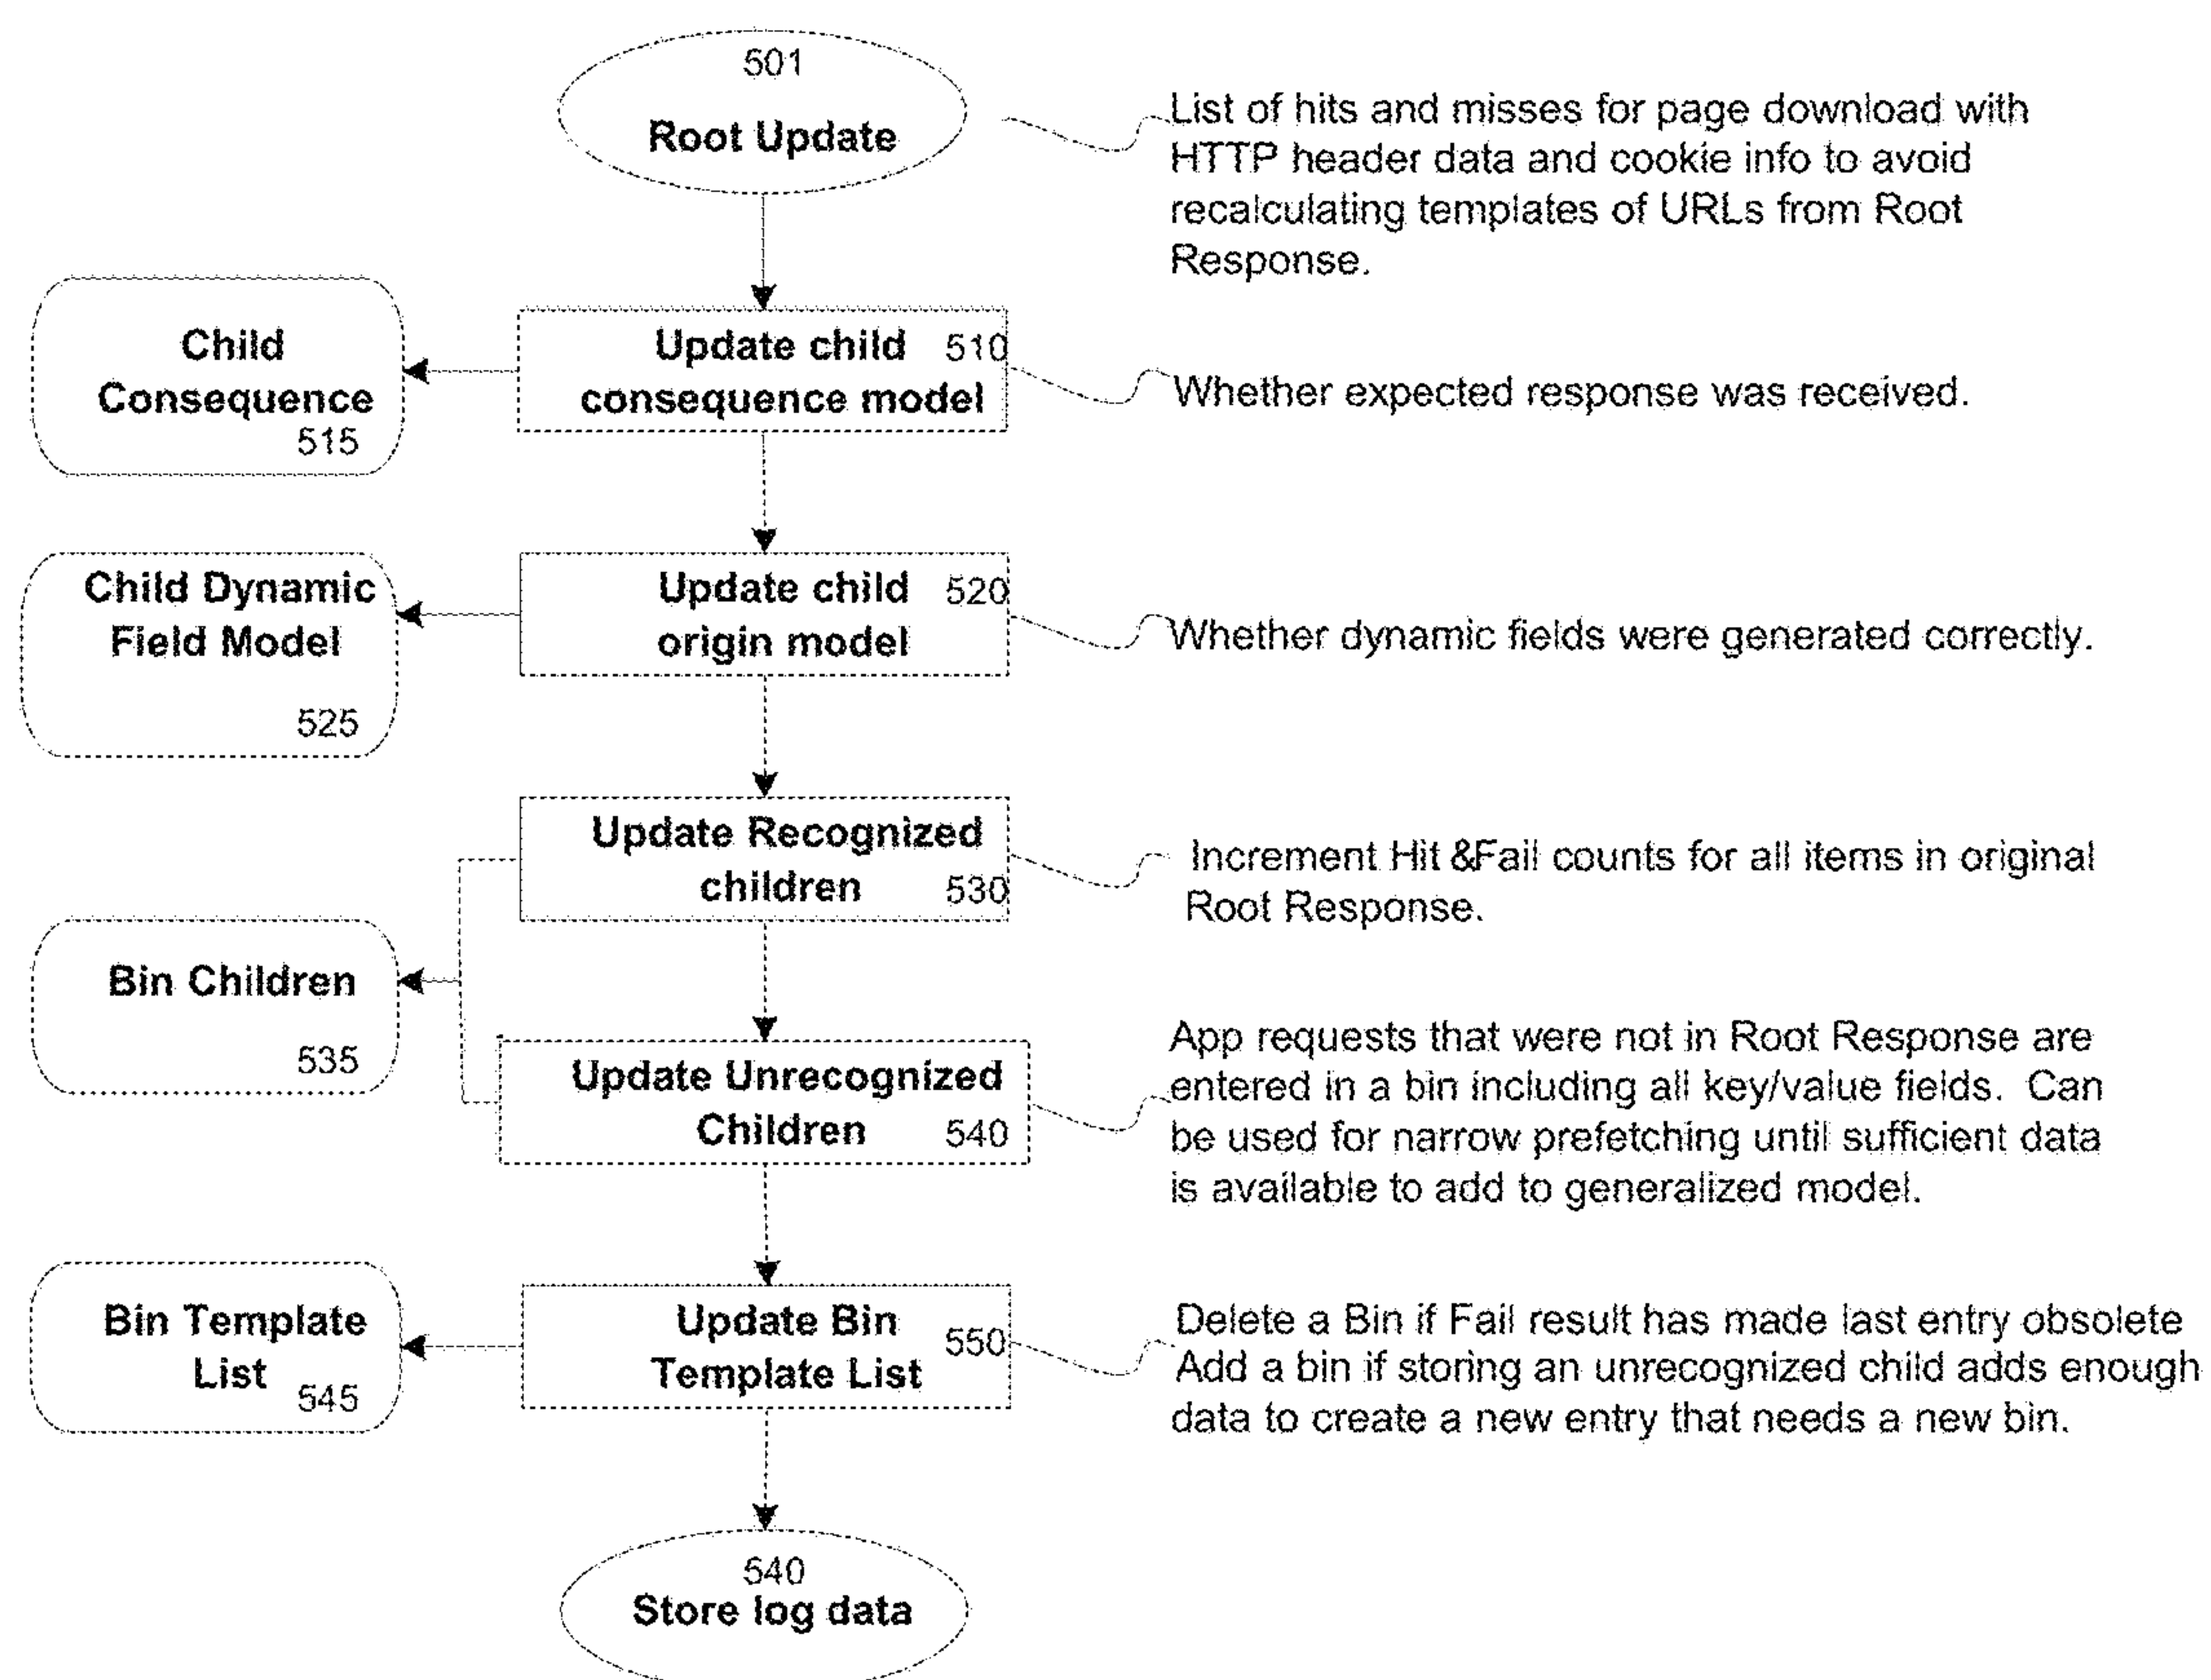 501
Root Update
List of hits and misses for page download with
HTTP header data and cookie info to avoid
recalculating templates of URLs from Root
Response.
Child
Consequence
515
Update child 510
consequence model
Whether expected response was received.
Child Dynamic
Field Model
525
Update child 520
origin model
Whether dynamic fields were generated correctly.
Update Recognized
children 530
Increment Hit &Fail counts for all items in original
Root Response.
Bin Children
535
Update Unrecognized
Children 540
App requests that were not in Root Response are
entered in a bin including all key/value fields. Can
be used for narrow prefetching until sufficient data
is available to add to generalized model.
Bin Template
List 545
Update Bin 550
Template List
Delete a Bin if Fail result has made last entry obsolete
Add a bin if storing an unrecognized child adds enough
data to create a new entry that needs a new bin.
540
Store log data